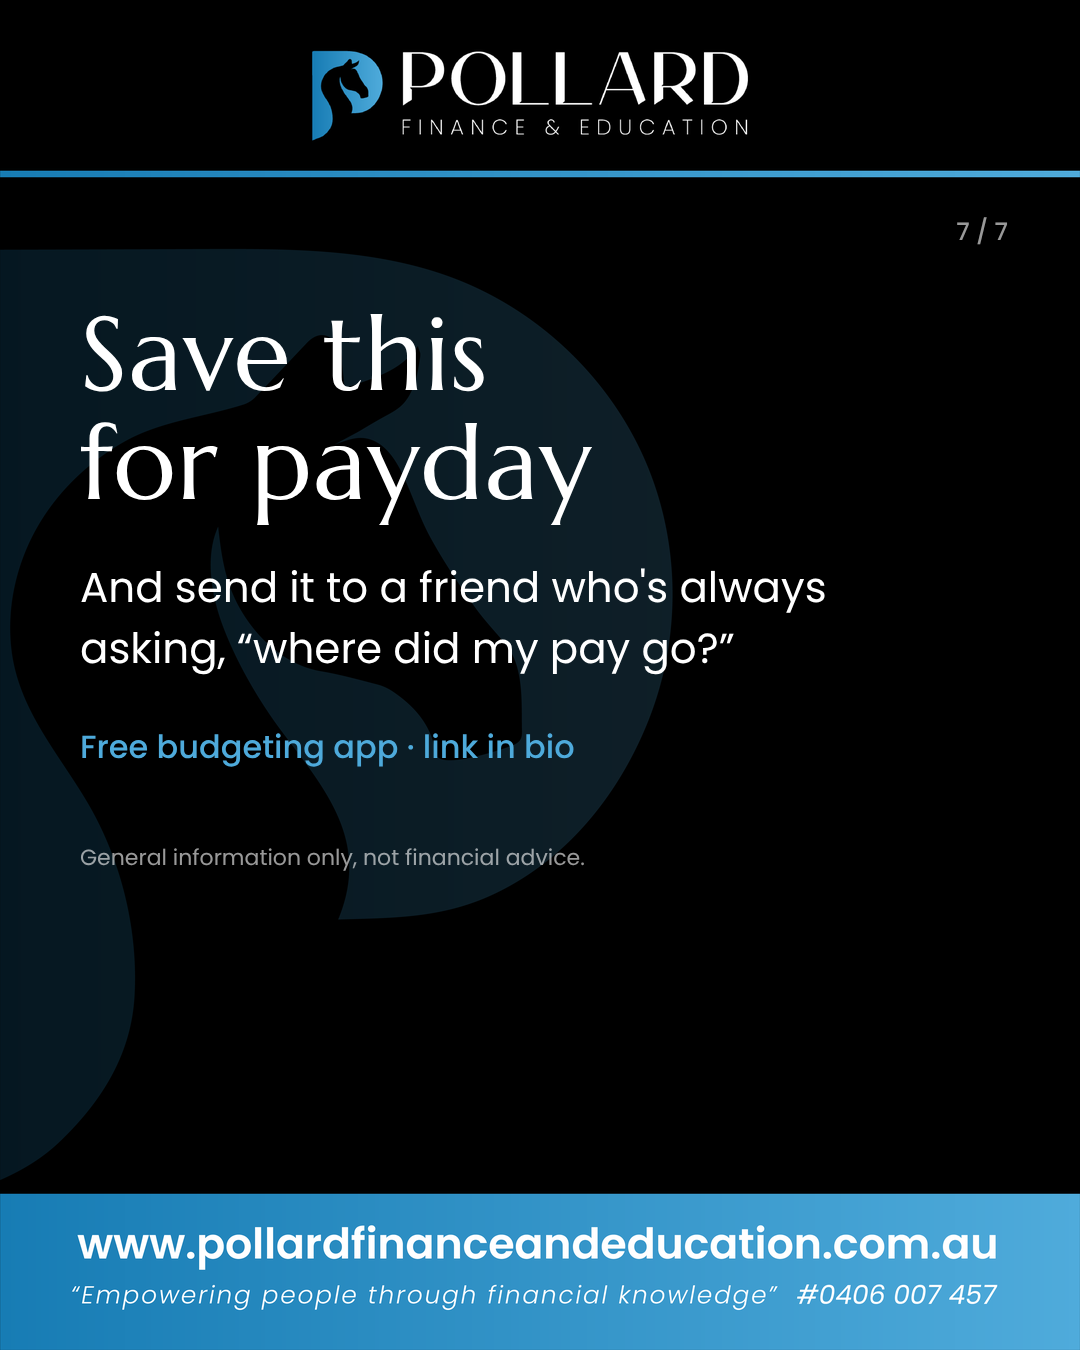 POLLARD
FINANCE & EDUCATION
7 / 7
Save this
for payday
And send it to a friend who's always
asking, “where did my pay go?”
Free budgeting app · link in bio
General information only, not financial advice.
www.pollardfinanceandeducation.com.au
“Empowering people through financial knowledge” #0406 007 457